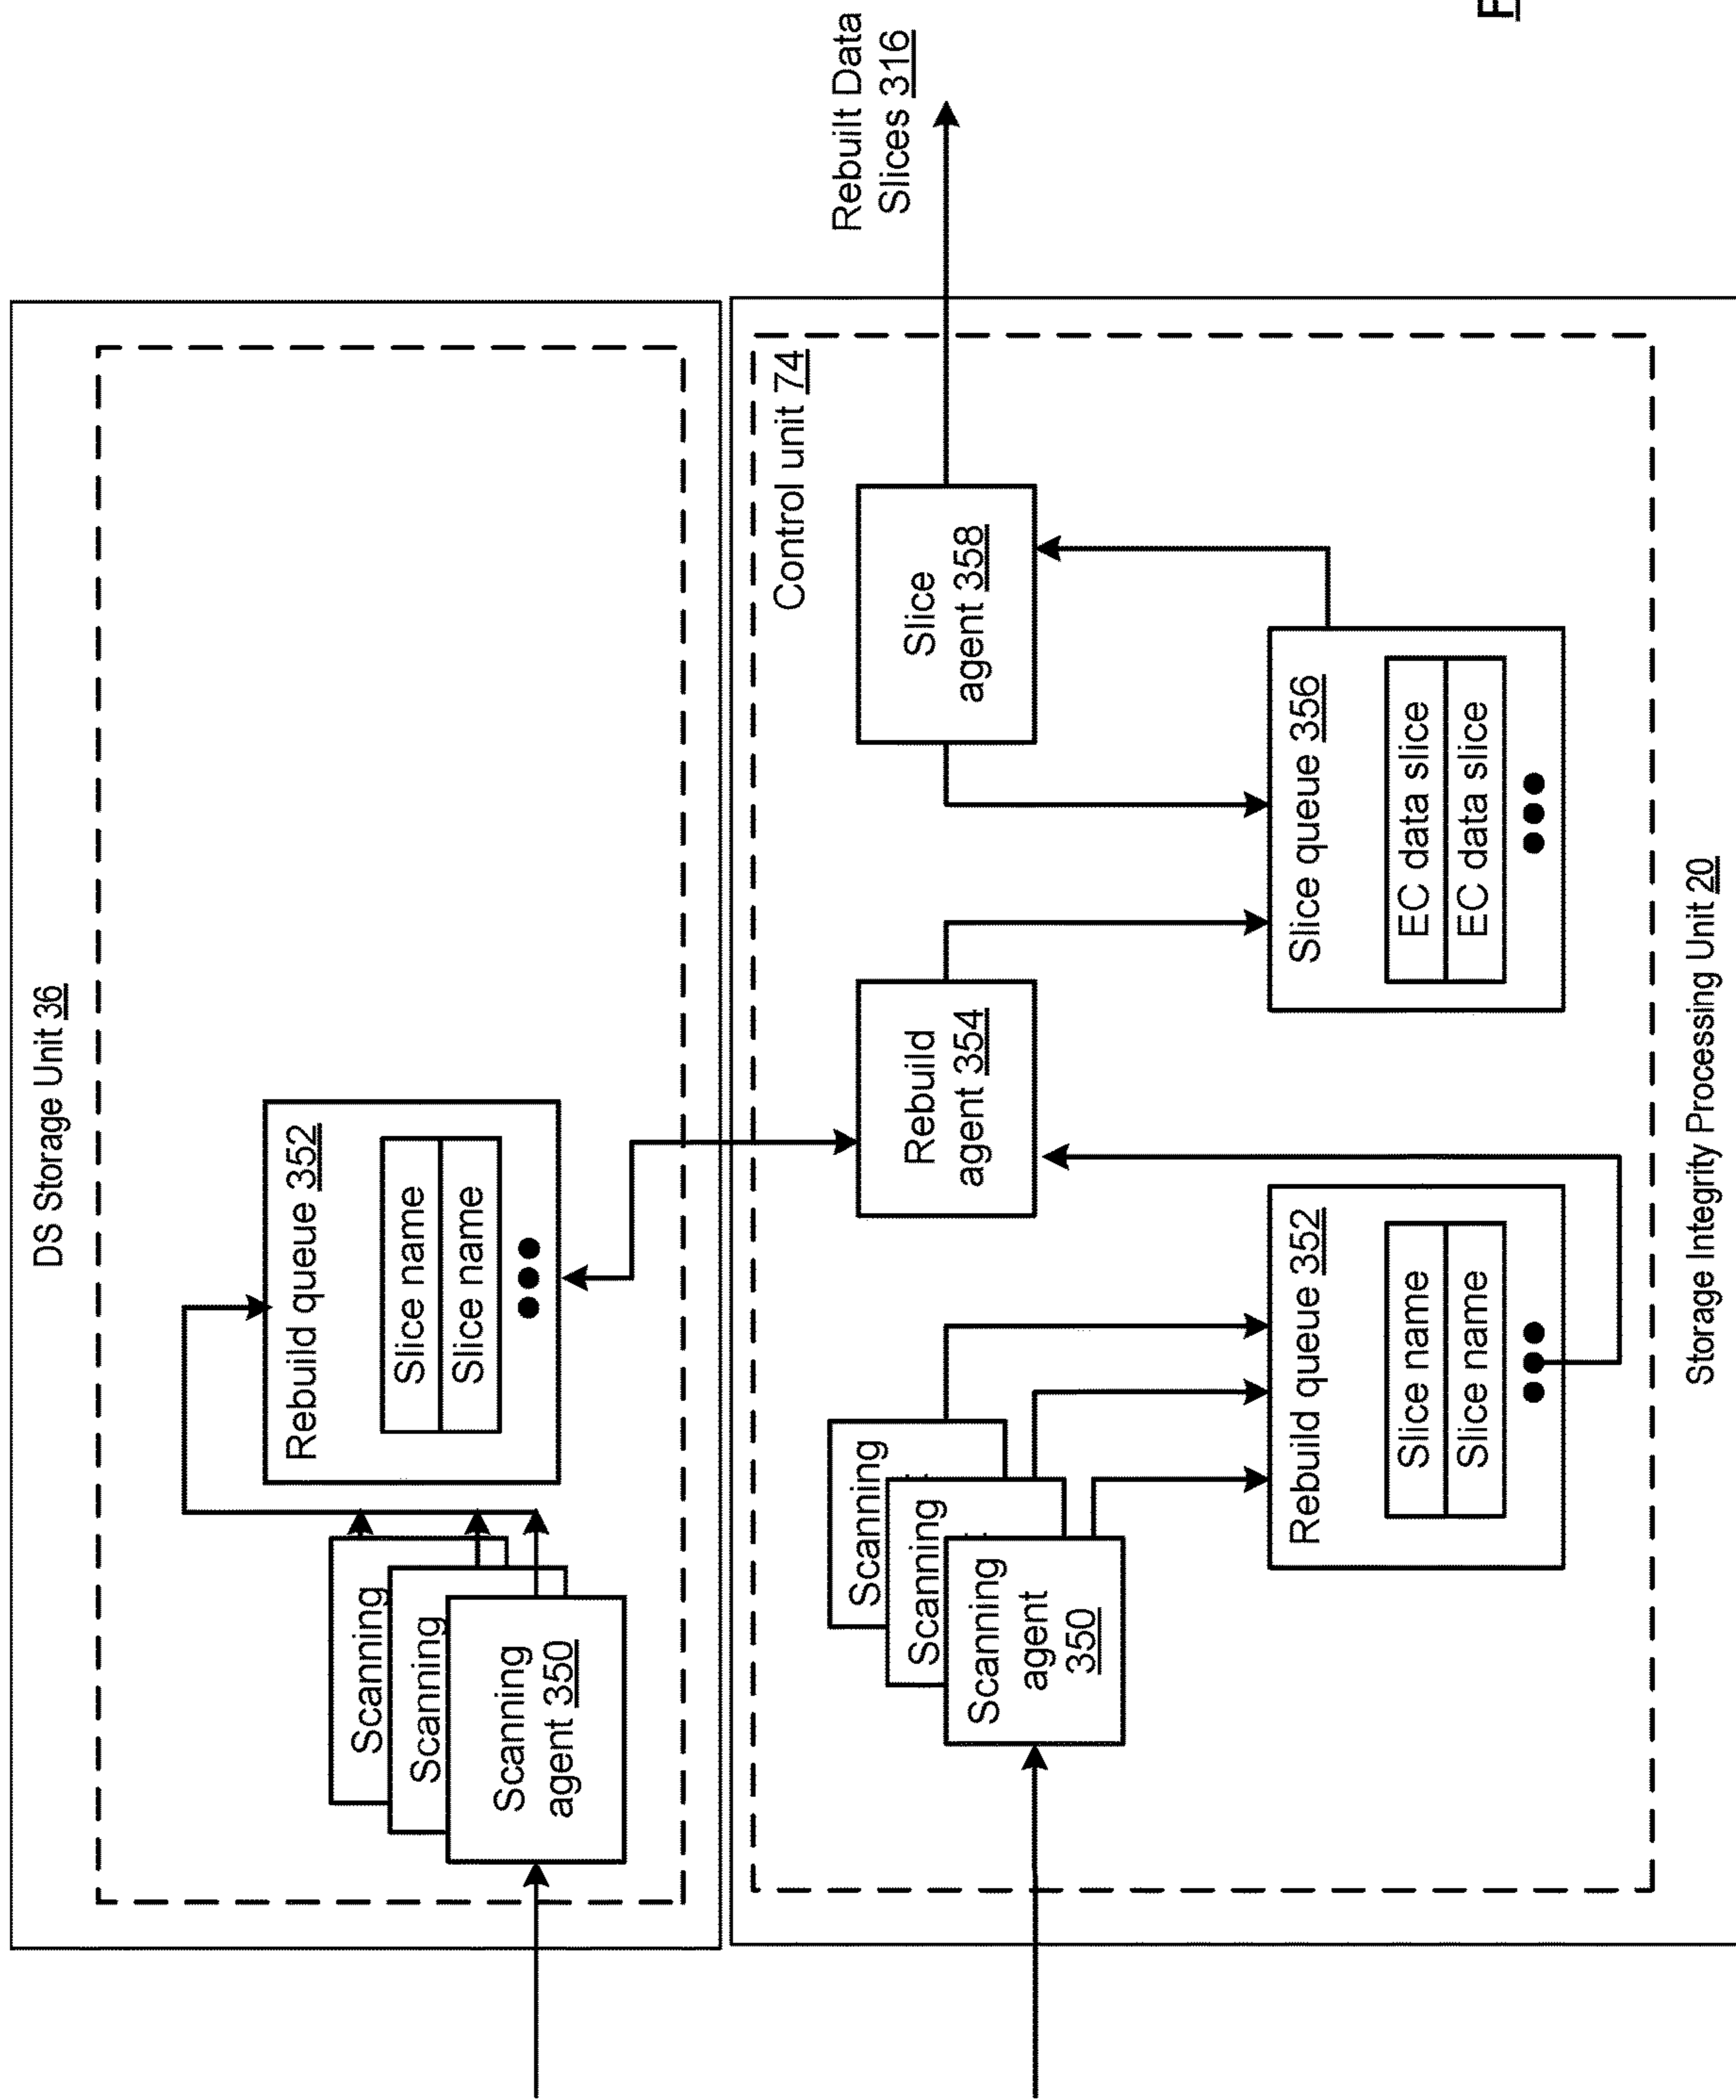 DS Storage Unit 36
Scanning
Scanning
Scanning
agent 350
Rebuild queue 352
Slice name
Slice name
Control unit 74
Scanning
Scanning
Scanning
agent
350
Rebuild queue 352
Slice name
Slice name
Rebuild
agent 354
Slice queue 356
EC data slice
EC data slice
Slice
agent 358
Rebuilt Data
Slices 316
Storage Integrity Processing Unit 20